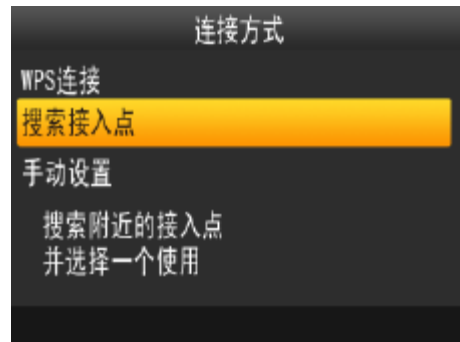 连接方式
WPS连接
搜索接入点
手动设置
搜索附近的接入点
并选择一个使用